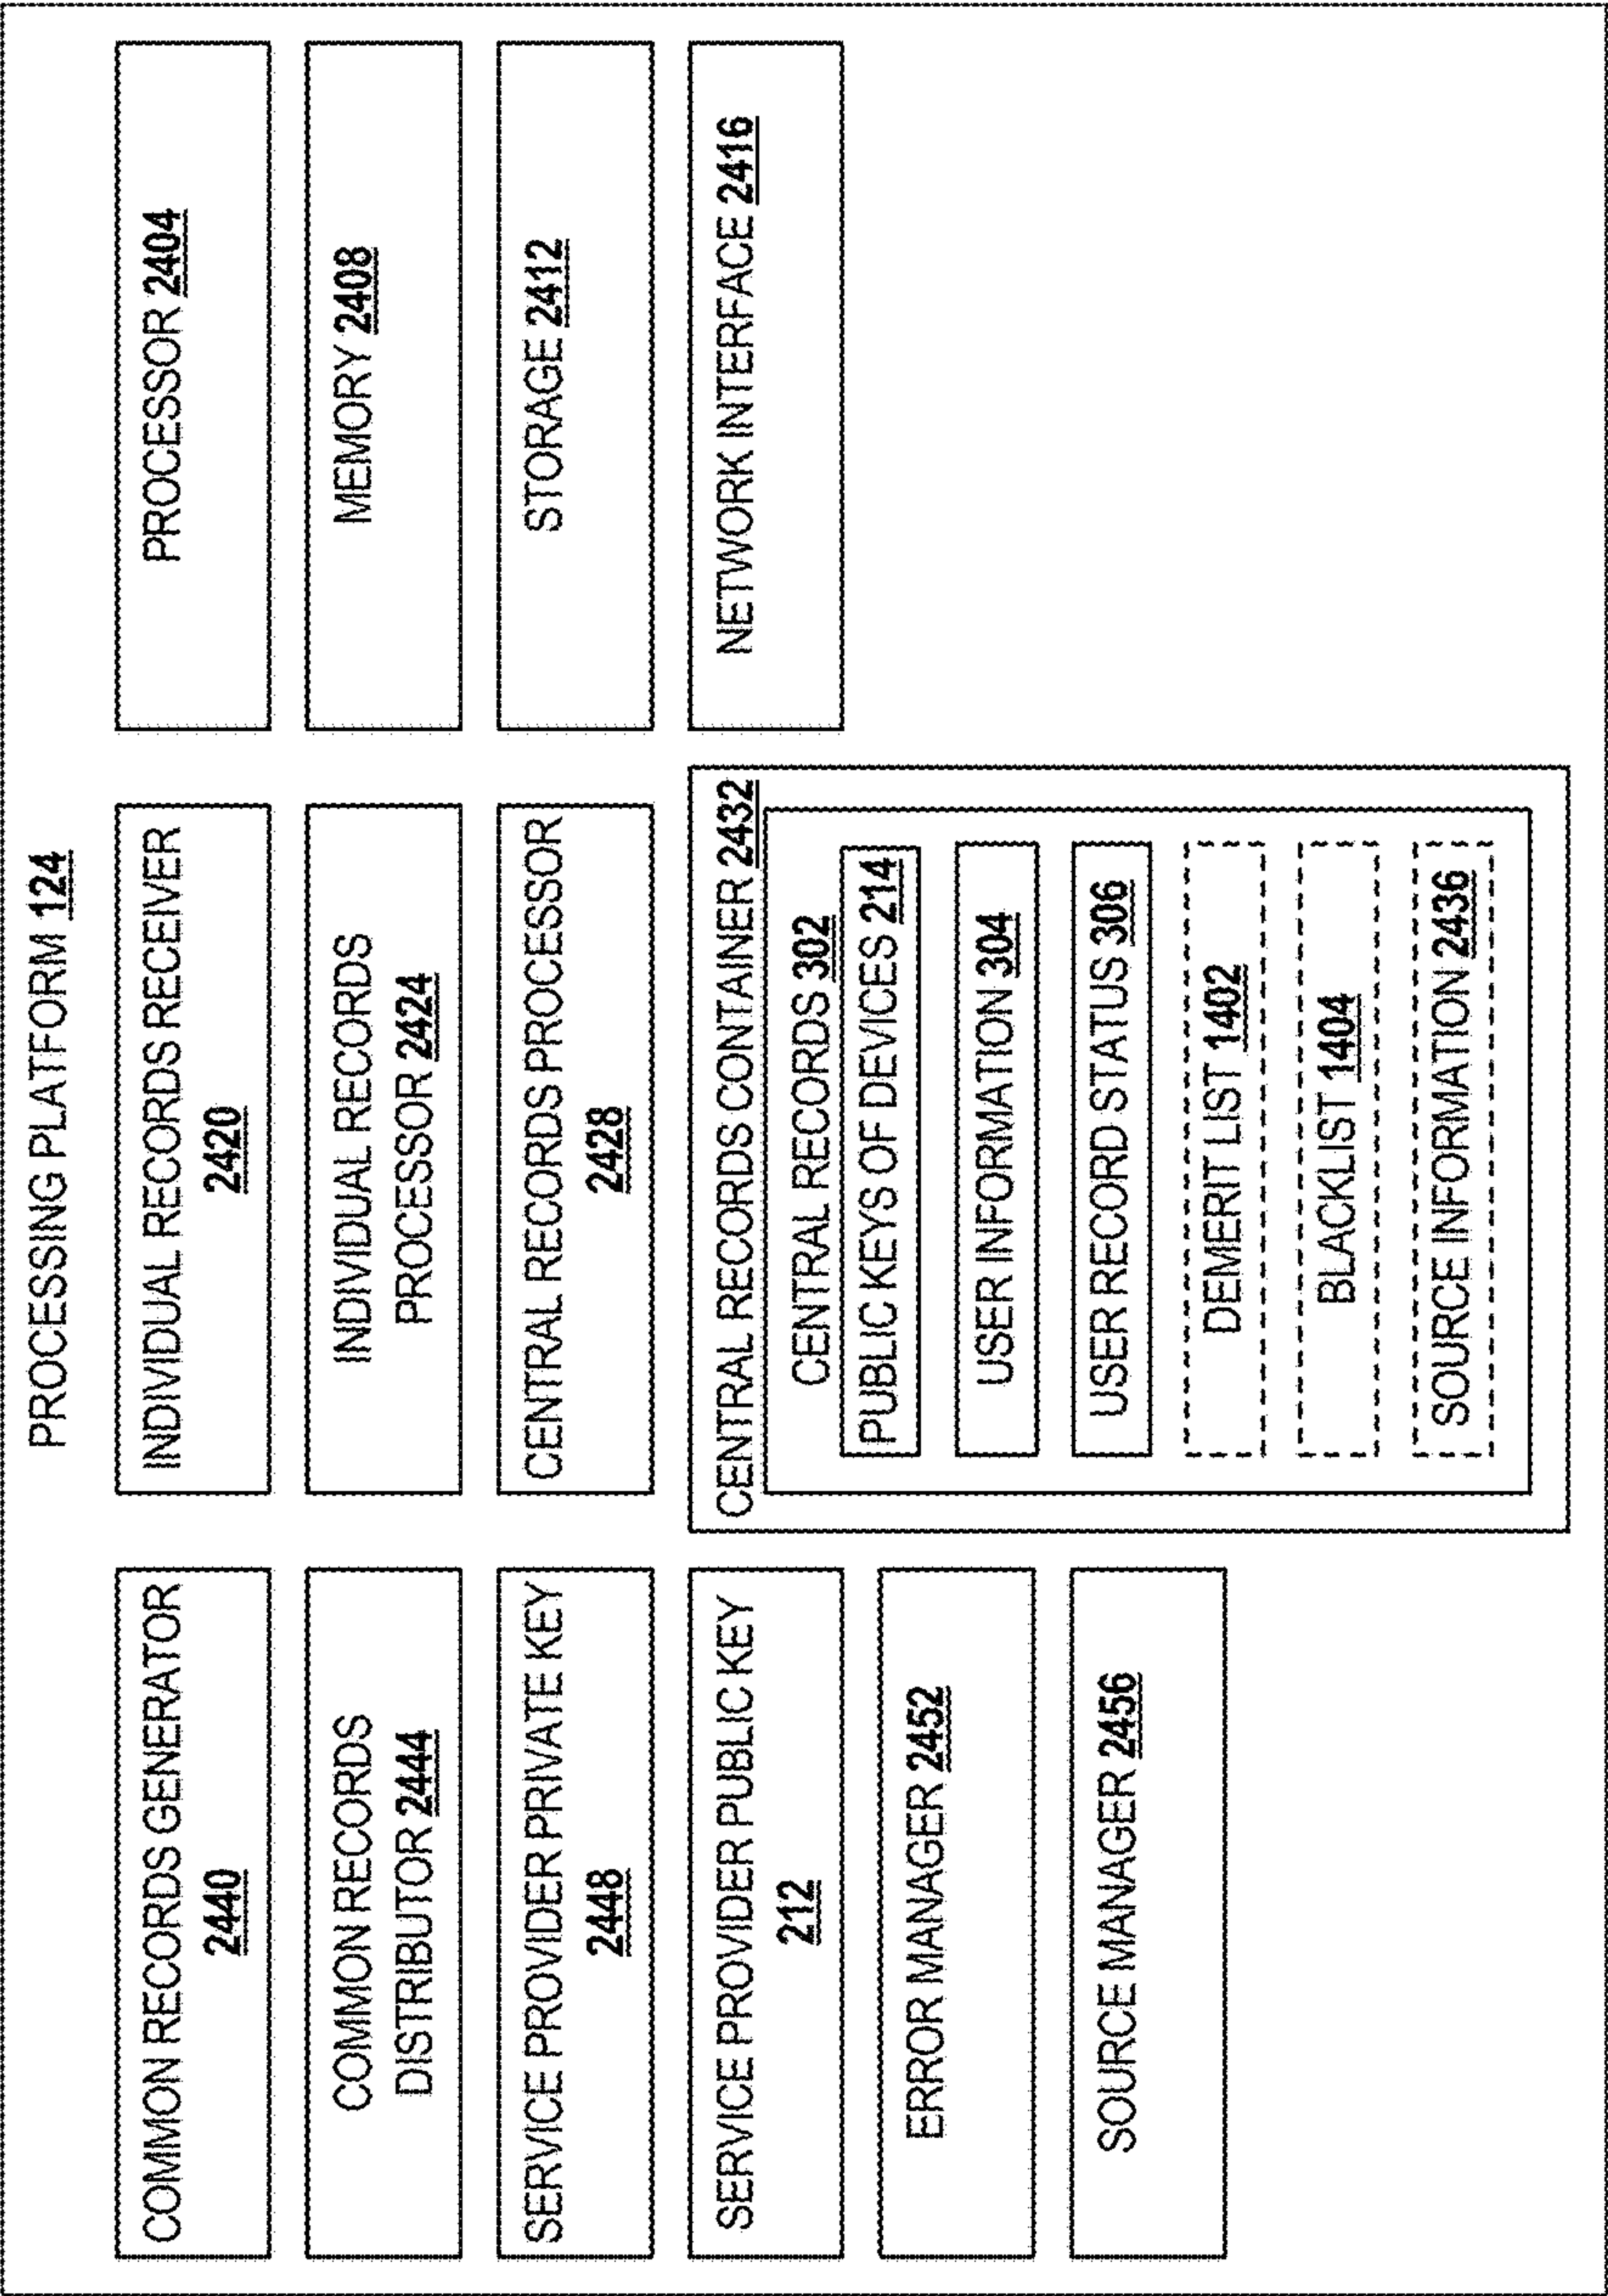 PROCESSING PLATFORM 124
COMMON RECORDS GENERATOR
2440
COMMON RECORDS
DISTRIBUTOR 2444
SERVICE PROVIDER PRIVATE KEY
2448
SERVICE PROVIDER PUBLIC KEY
212
ERROR MANAGER 2452
SOURCE MANAGER 2456
INDIVIDUAL RECORDS RECEIVER
2420
INDIVIDUAL RECORDS
PROCESSOR 2424
CENTRAL RECORDS PROCESSOR
2428
CENTRAL RECORDS CONTAINER 2432
CENTRAL RECORDS 302
PUBLIC KEYS OF DEVICES 214
USER INFORMATION 304
USER RECORD STATUS 306
DEMERIT LIST 1402
BLACKLIST 1404
SOURCE INFORMATION 2436
PROCESSOR 2404
MEMORY 2408
STORAGE 2412
NETWORK INTERFACE 2416